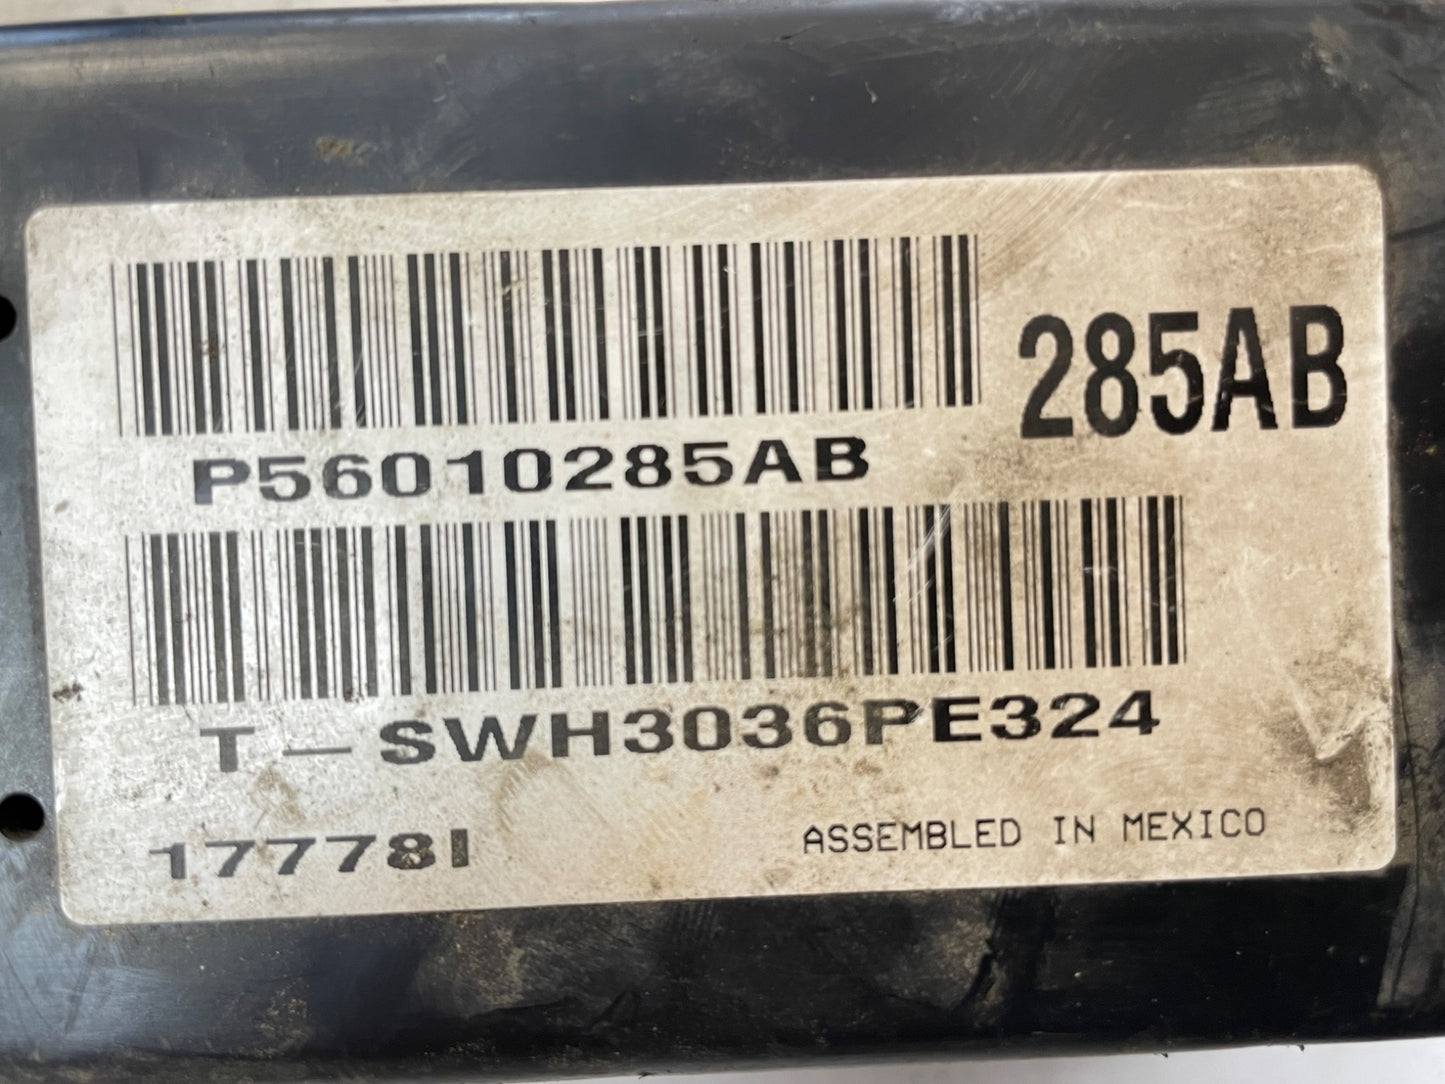 285AB
P56010285AB
T-SWH3036PE324
17778I
ASSEMBLED IN MEXICO